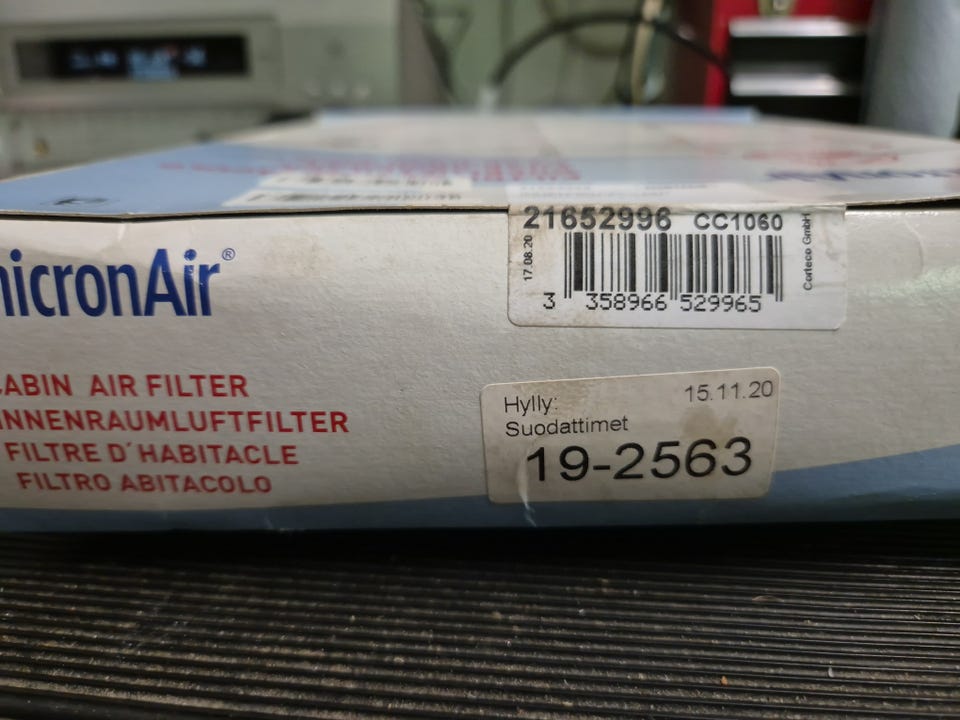 micronAir®
CABIN AIR FILTER
INNENRAUMLUFTFILTER
FILTRE D'HABITACLE
FILTRO ABITACOLO
21652996 CC1060
17.08.20
Corteco GmbH
3 358966 529965
Hylly: 15.11.20
Suodattimet
19-2563